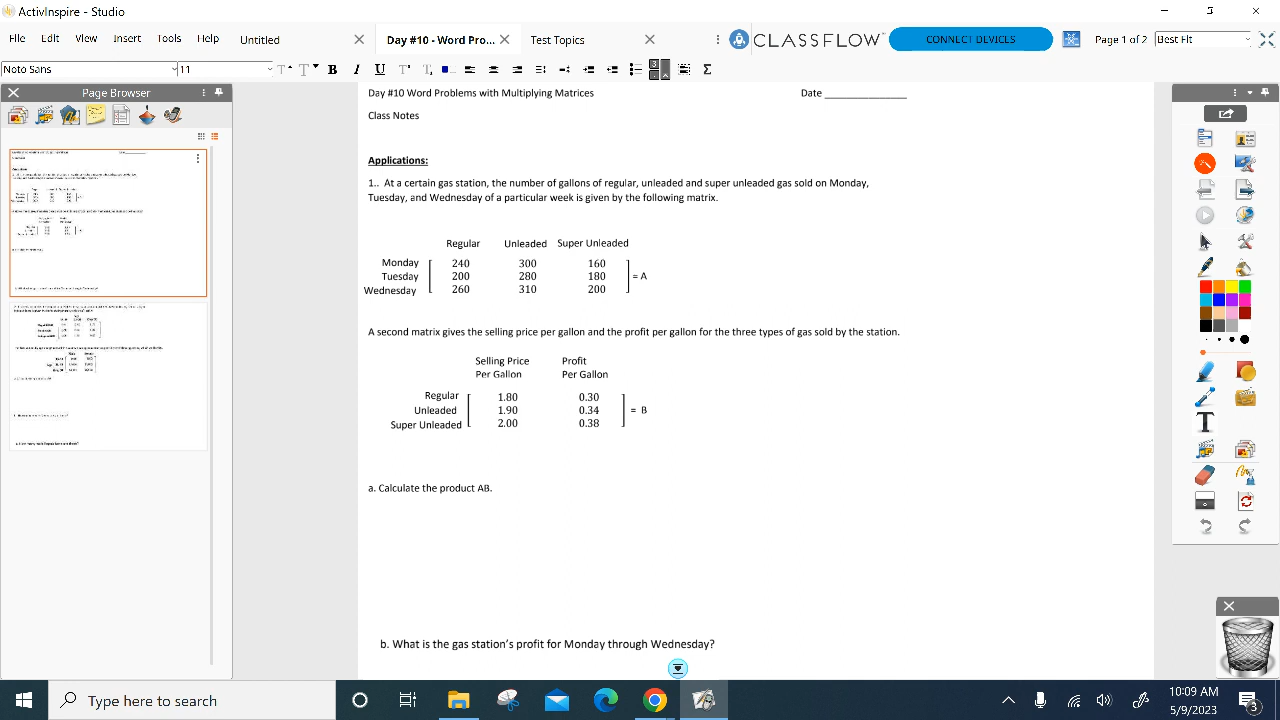 ActivInspire - Studio
File Edit View Insert Tools Help Untitled Day #10 - Word Pro... Test Topics CLASSFLOW CONNECT DEVICES Page 1 of 2 Best Fit
Noto Sans 11 B I U
Page Browser
Day #10 Word Problems with Multiplying Matrices Date _______________
Class Notes
Applications:
1.. At a certain gas station, the number of gallons of regular, unleaded and super unleaded gas sold on Monday,
Tuesday, and Wednesday of a particular week is given by the following matrix.
Regular Unleaded Super Unleaded
Monday 240 300 160
Tuesday 200 280 180 = A
Wednesday 260 310 200
A second matrix gives the selling price per gallon and the profit per gallon for the three types of gas sold by the station.
Selling Price Profit
Per Gallon Per Gallon
Regular 1.80 0.30
Unleaded 1.90 0.34 = B
Super Unleaded 2.00 0.38
a. Calculate the product AB.
b. What is the gas station's profit for Monday through Wednesday?
Type here to search
10:09 AM
5/9/2023
3